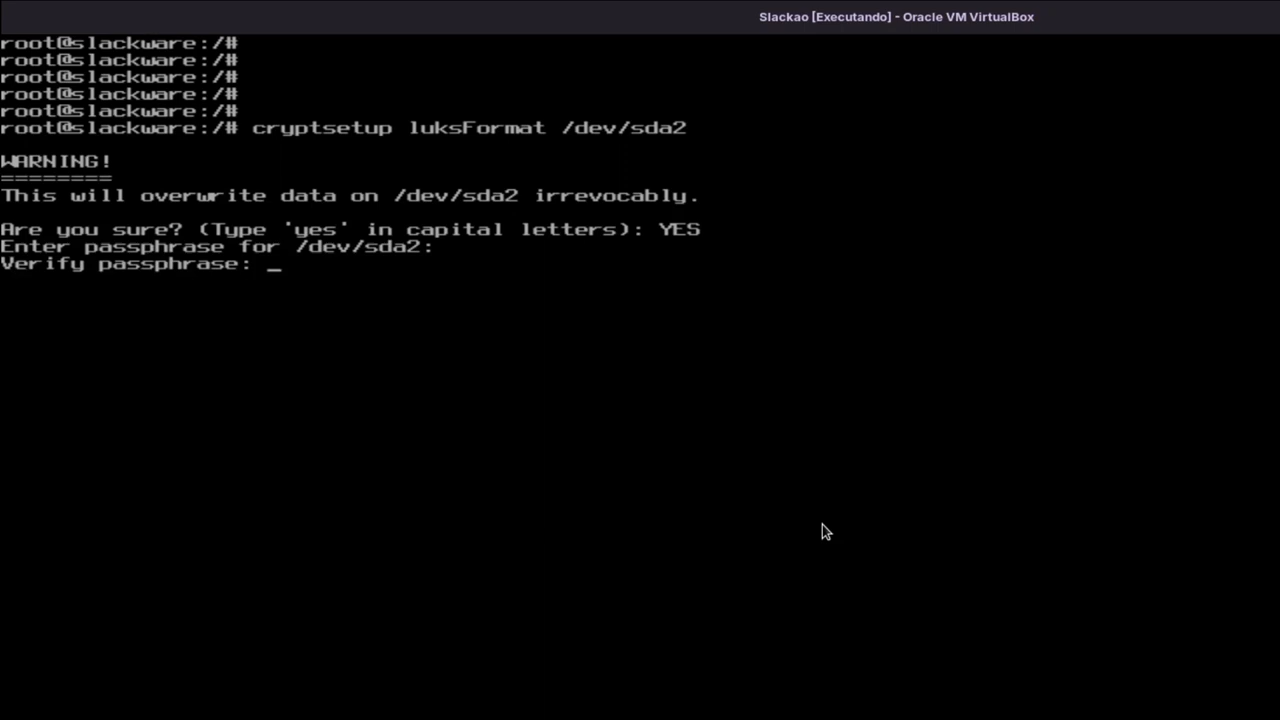 Slackao [Executando] - Oracle VM VirtualBox
root@slackware:/#
root@slackware:/#
root@slackware:/#
root@slackware:/#
root@slackware:/#
root@slackware:/# cryptsetup luksFormat /dev/sda2
WARNING!
========
This will overwrite data on /dev/sda2 irrevocably.
Are you sure? (Type 'yes' in capital letters): YES
Enter passphrase for /dev/sda2:
Verify passphrase: _